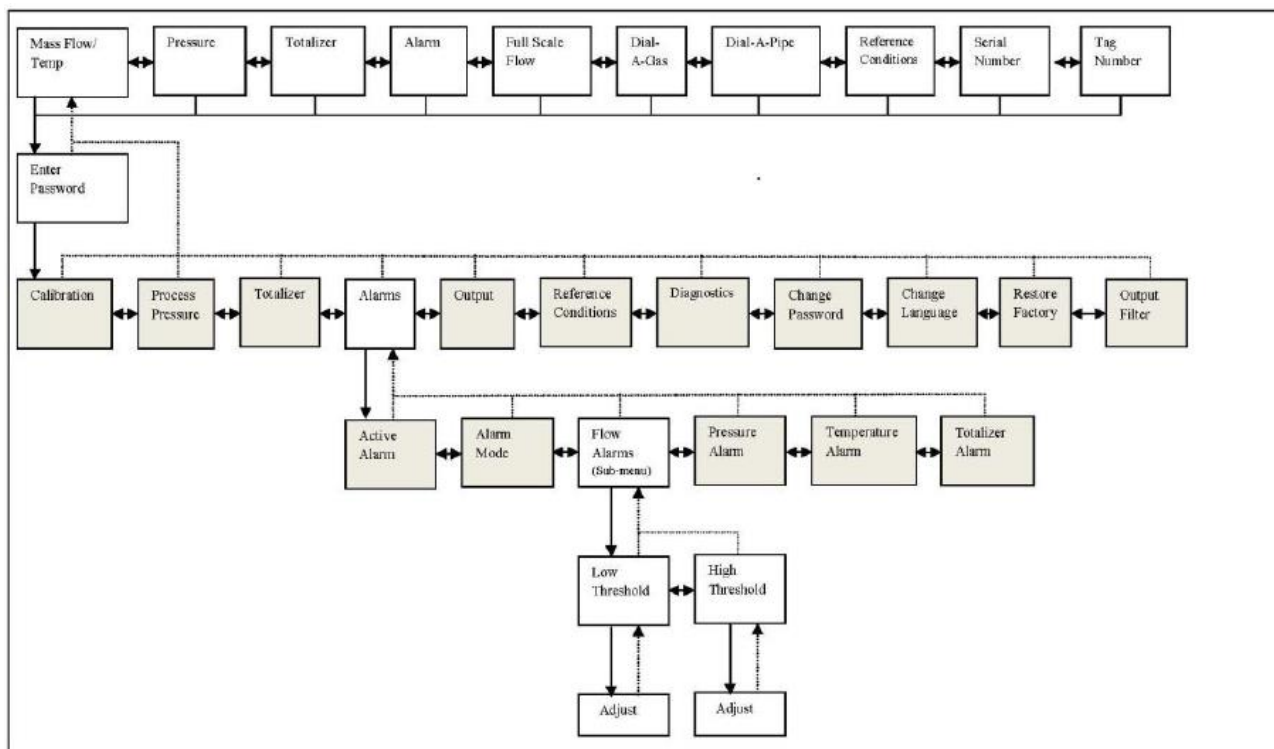 Mass Flow/
Temp.
Pressure
Totalizer
Alarm
Full Scale
Flow
Dial-
A-Gas
Dial-A-Pipe
Reference
Conditions
Serial
Number
Tag
Number
Enter
Password
Calibration
Process
Pressure
Totalizer
Alarms
Output
Reference
Conditions
Diagnostics
Change
Password
Change
Language
Restore
Factory
Output
Filter
Active
Alarm
Alarm
Mode
Flow
Alarms
(Sub-menu)
Pressure
Alarm
Temperature
Alarm
Totalizer
Alarm
Low
Threshold
High
Threshold
Adjust
Adjust